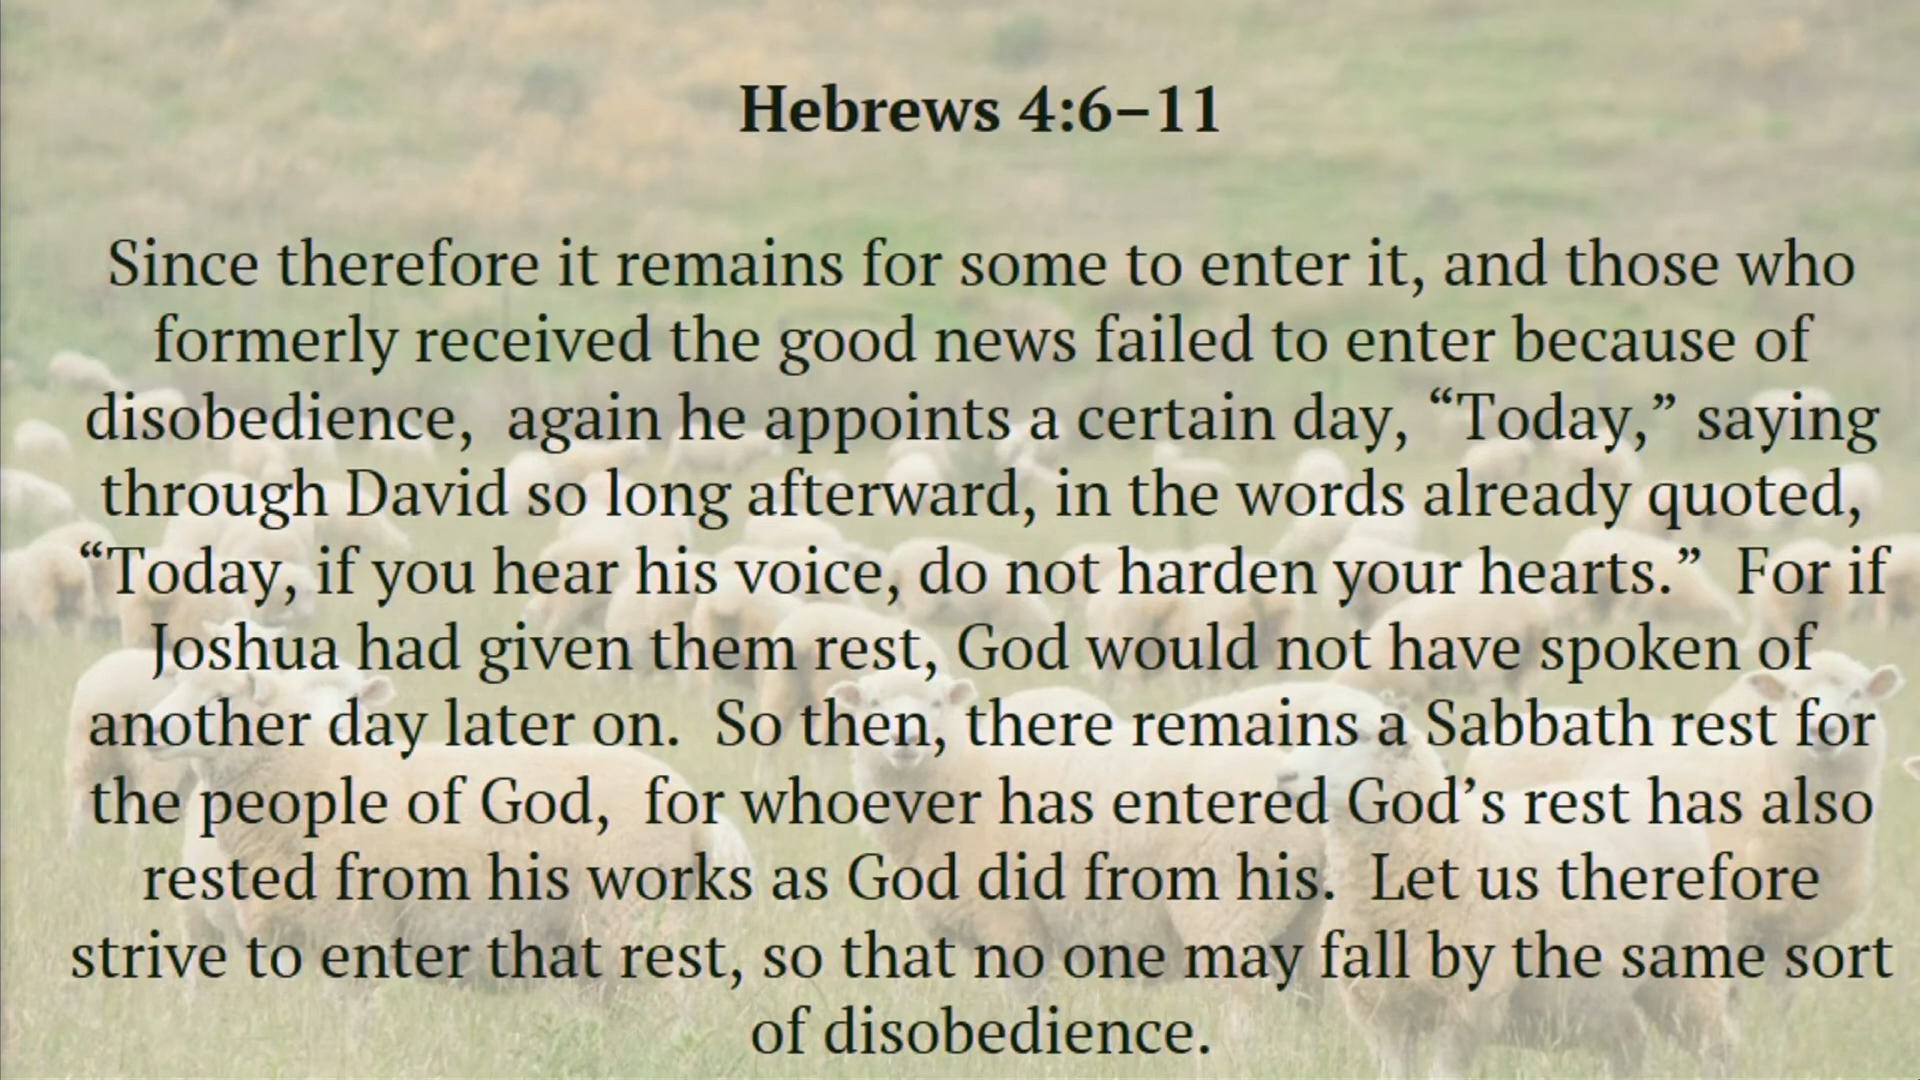 Hebrews 4:6–11
Since therefore it remains for some to enter it, and those who
formerly received the good news failed to enter because of
disobedience,  again he appoints a certain day, “Today,” saying
through David so long afterward, in the words already quoted,
“Today, if you hear his voice, do not harden your hearts.”  For if
Joshua had given them rest, God would not have spoken of
another day later on.  So then, there remains a Sabbath rest for
the people of God,  for whoever has entered God’s rest has also
rested from his works as God did from his.  Let us therefore
strive to enter that rest, so that no one may fall by the same sort
of disobedience.